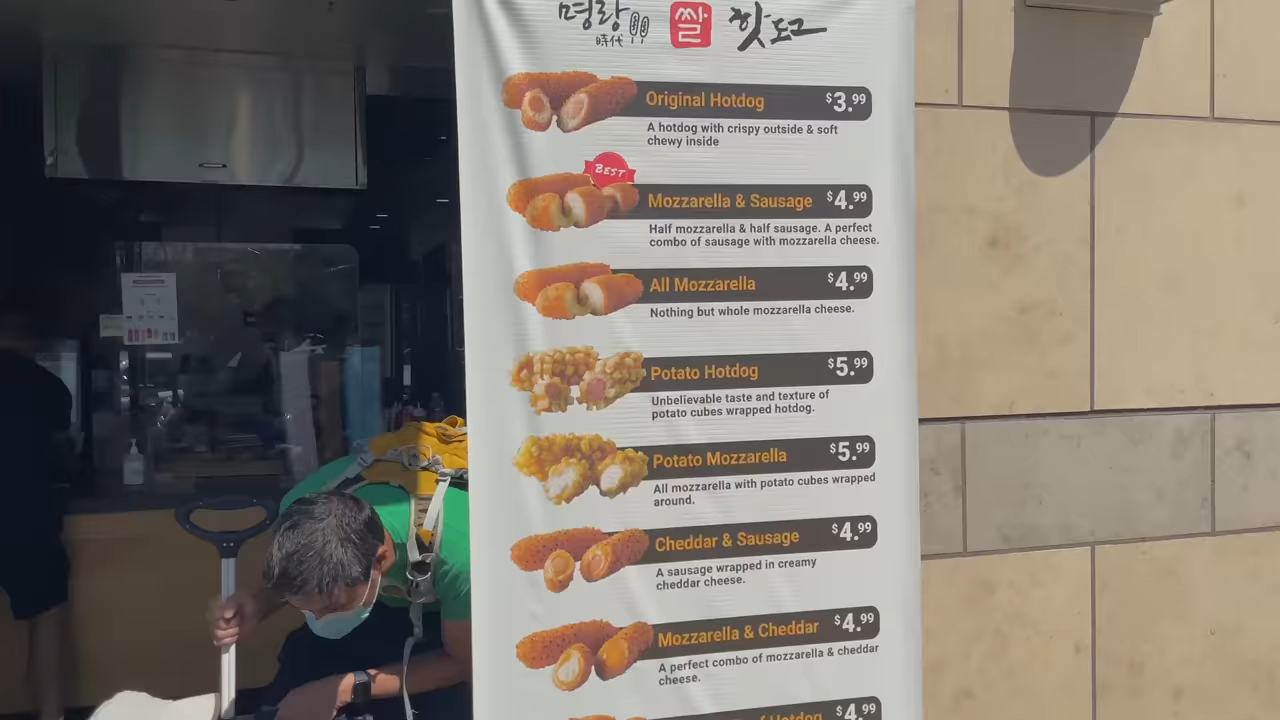 명랑 쌀 핫도그
時代
Original Hotdog $3.99
A hotdog with crispy outside & soft
chewy inside
BEST
Mozzarella & Sausage $4.99
Half mozzarella & half sausage. A perfect
combo of sausage with mozzarella cheese.
All Mozzarella $4.99
Nothing but whole mozzarella cheese.
Potato Hotdog $5.99
Unbelievable taste and texture of
potato cubes wrapped hotdog.
Potato Mozzarella $5.99
All mozzarella with potato cubes wrapped
around.
Cheddar & Sausage $4.99
A sausage wrapped in creamy
cheddar cheese.
Mozzarella & Cheddar $4.99
A perfect combo of mozzarella & cheddar
cheese.
Hotdog $4.99